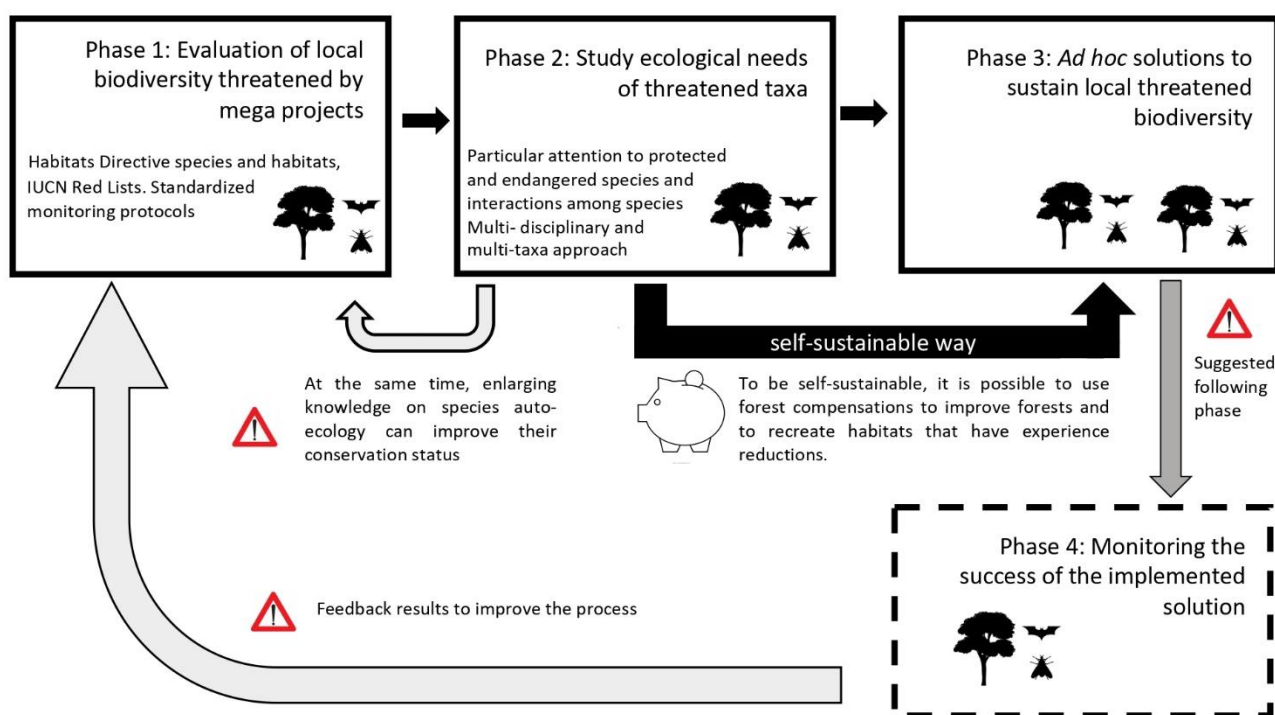 Phase 1: Evaluation of local
biodiversity threatened by
mega projects
Habitats Directive species and habitats,
IUCN Red Lists. Standardized
monitoring protocols
Phase 2: Study ecological needs
of threatened taxa
Particular attention to protected
and endangered species and
interactions among species
Multi- disciplinary and
multi-taxa approach
Phase 3: Ad hoc solutions to
sustain local threatened
biodiversity
self-sustainable way
At the same time, enlarging
knowledge on species auto-
ecology can improve their
conservation status
To be self-sustainable, it is possible to use
forest compensations to improve forests and
to recreate habitats that have experience
reductions.
Suggested
following
phase
Phase 4: Monitoring the
success of the implemented
solution
Feedback results to improve the process